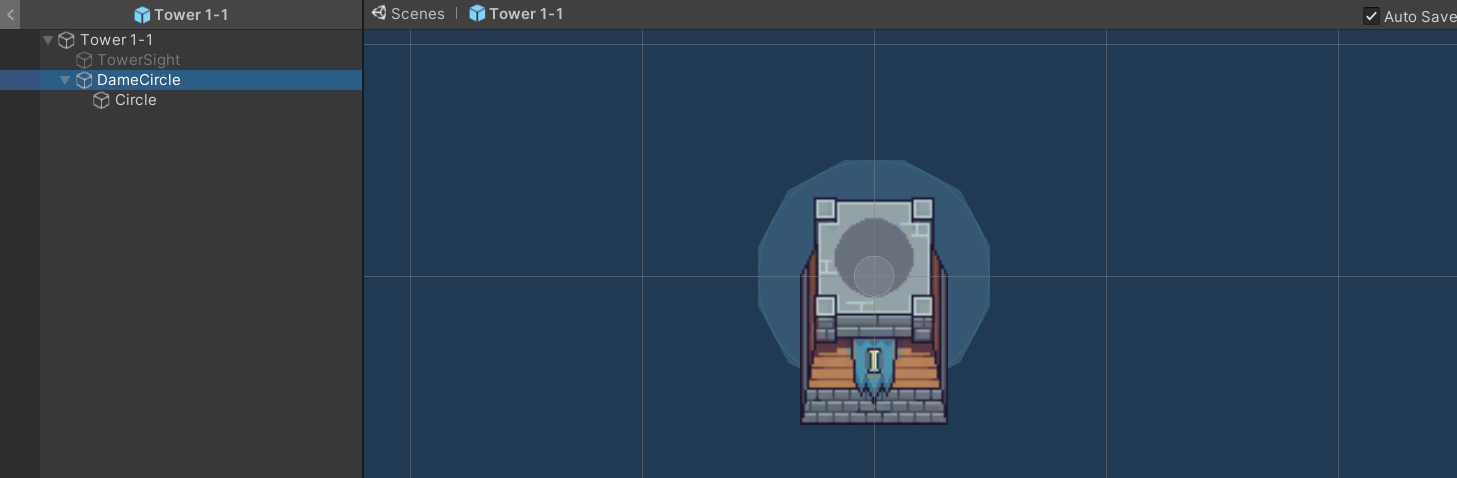 Tower 1-1
Scenes | Tower 1-1
Auto Save
Tower 1-1
TowerSight
DameCircle
Circle
I